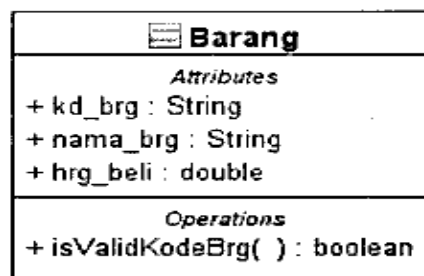 Barang
Attributes
+ kd_brg : String
+ nama_brg : String
+ hrg_beli : double
Operations
+ isValidKodeBrg( ) : boolean